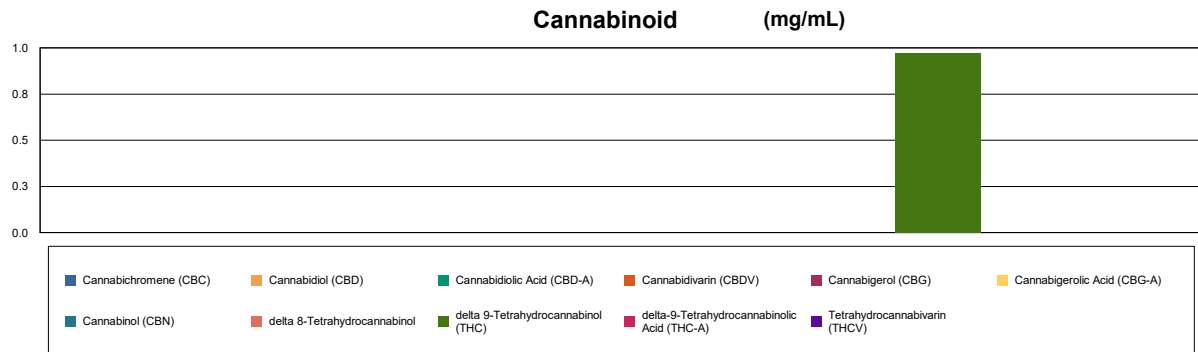 Cannabinoid (mg/mL)
1.0
0.8
0.5
0.3
0.0
Cannabichromene (CBC)
Cannabidiol (CBD)
Cannabidiolic Acid (CBD-A)
Cannabidivarin (CBDV)
Cannabigerol (CBG)
Cannabigerolic Acid (CBG-A)
Cannabinol (CBN)
delta 8-Tetrahydrocannabinol
delta 9-Tetrahydrocannabinol
(THC)
delta-9-Tetrahydrocannabinolic
Acid (THC-A)
Tetrahydrocannabivarin
(THCV)